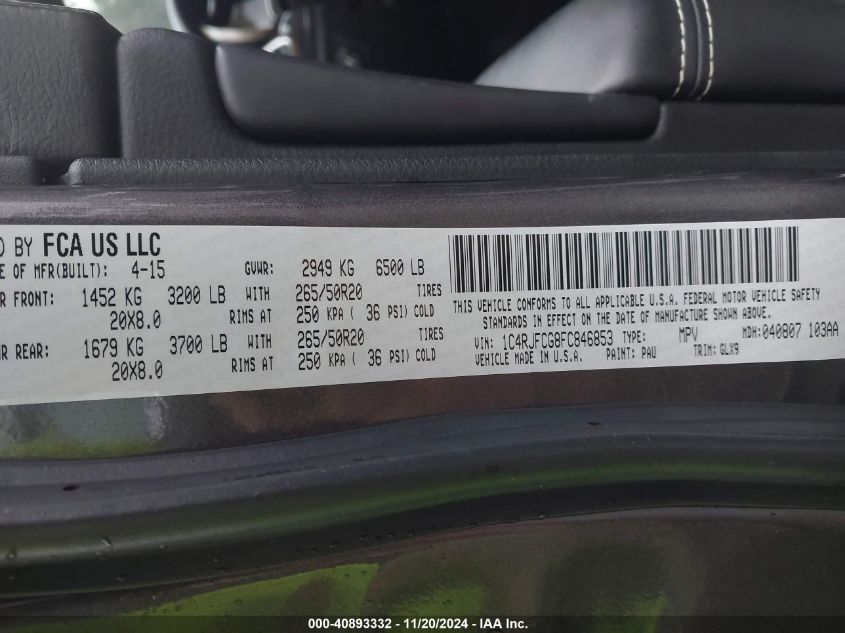 D BY FCA US LLC
E OF MFR(BUILT): 4-15 GVWR: 2949 KG 6500 LB
R FRONT: 1452 KG 3200 LB WITH 265/50R20 TIRES
20X8.0 RIMS AT 250 KPA ( 36 PSI) COLD
R REAR: 1679 KG 3700 LB WITH 265/50R20 TIRES
20X8.0 RIMS AT 250 KPA ( 36 PSI) COLD
THIS VEHICLE CONFORMS TO ALL APPLICABLE U.S.A. FEDERAL MOTOR VEHICLE SAFETY
STANDARDS IN EFFECT ON THE DATE OF MANUFACTURE SHOWN ABOVE.
VIN: 1C4RJFCG8FC846853 TYPE: MPV MDH:040807 103AA
VEHICLE MADE IN U.S.A. PAINT: PAU TRIM: GLX9
000-40893332 - 11/20/2024 - IAA Inc.